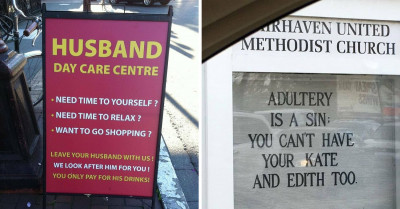 HUSBAND
DAY CARE CENTRE
- NEED TIME TO YOURSELF ?
- NEED TIME TO RELAX ?
- WANT TO GO SHOPPING ?
LEAVE YOUR HUSBAND WITH US !
WE LOOK AFTER HIM FOR YOU !
YOU ONLY PAY FOR HIS DRINKS!
UNITED
METHODIST CHURCH
ADULTERY
IS A SIN:
YOU CAN'T HAVE
YOUR KATE
AND EDITH TOO.